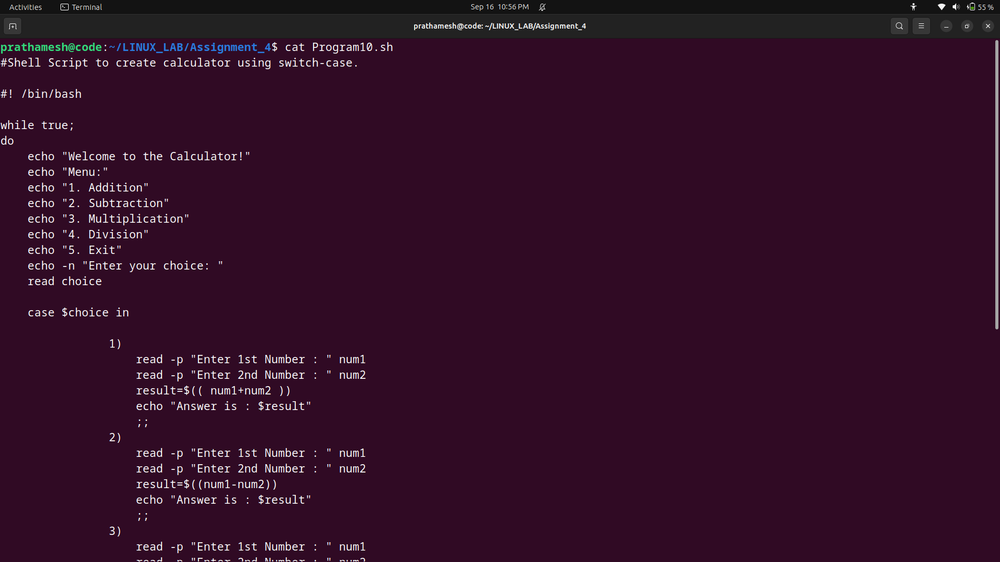 Activities Terminal Sep 16 10:56 PM 55 %
prathamesh@code: ~/LINUX_LAB/Assignment_4
prathamesh@code:~/LINUX_LAB/Assignment_4$ cat Program10.sh
#Shell Script to create calculator using switch-case.

#! /bin/bash

while true;
do
    echo "Welcome to the Calculator!"
    echo "Menu:"
    echo "1. Addition"
    echo "2. Subtraction"
    echo "3. Multiplication"
    echo "4. Division"
    echo "5. Exit"
    echo -n "Enter your choice: "
    read choice

    case $choice in

                1)
                    read -p "Enter 1st Number : " num1
                    read -p "Enter 2nd Number : " num2
                    result=$(( num1+num2 ))
                    echo "Answer is : $result"
                    ;;
                2)
                    read -p "Enter 1st Number : " num1
                    read -p "Enter 2nd Number : " num2
                    result=$((num1-num2))
                    echo "Answer is : $result"
                    ;;
                3)
                    read -p "Enter 1st Number : " num1
                    read -p "Enter 2nd Number : " num2